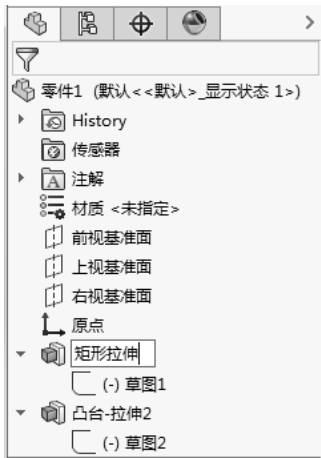 零件1 (默认<<默认>_显示状态 1>)
History
传感器
A 注解
材质 <未指定>
前视基准面
上视基准面
右视基准面
原点
矩形拉伸
(-) 草图1
凸台-拉伸2
(-) 草图2